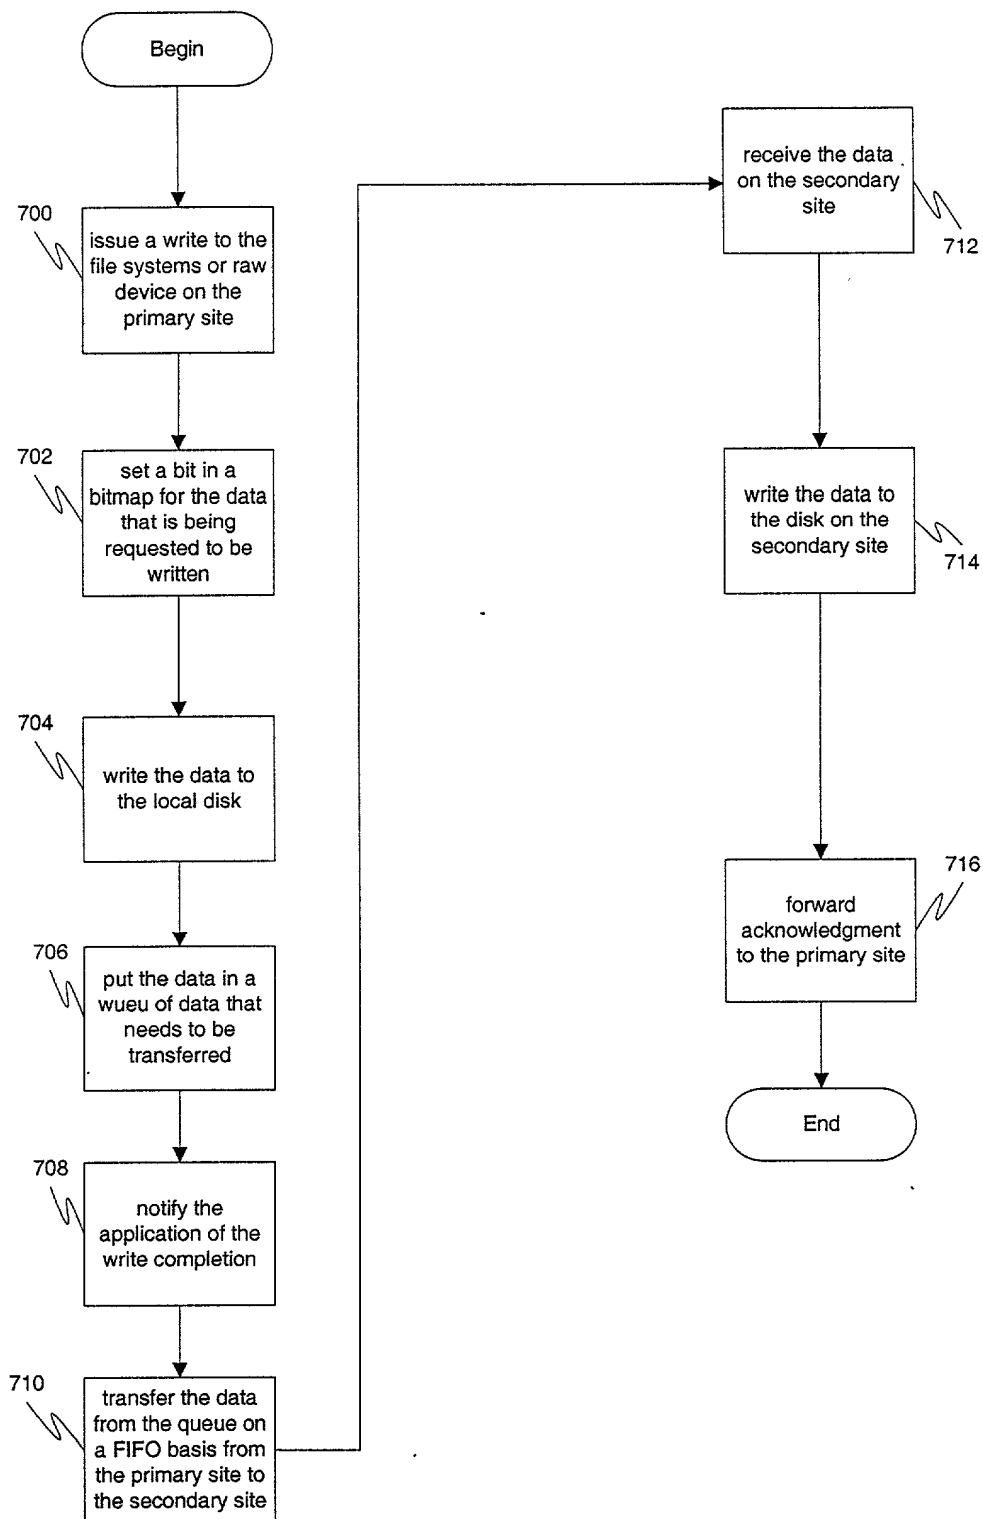 Begin
700
issue a write to the
file systems or raw
device on the
primary site
702
set a bit in a
bitmap for the data
that is being
requested to be
written
704
write the data to
the local disk
706
put the data in a
wueu of data that
needs to be
transferred
708
notify the
application of the
write completion
710
transfer the data
from the queue on
a FIFO basis from
the primary site to
the secondary site
receive the data
on the secondary
site
712
write the data to
the disk on the
secondary site
714
716
forward
acknowledgment
to the primary site
End